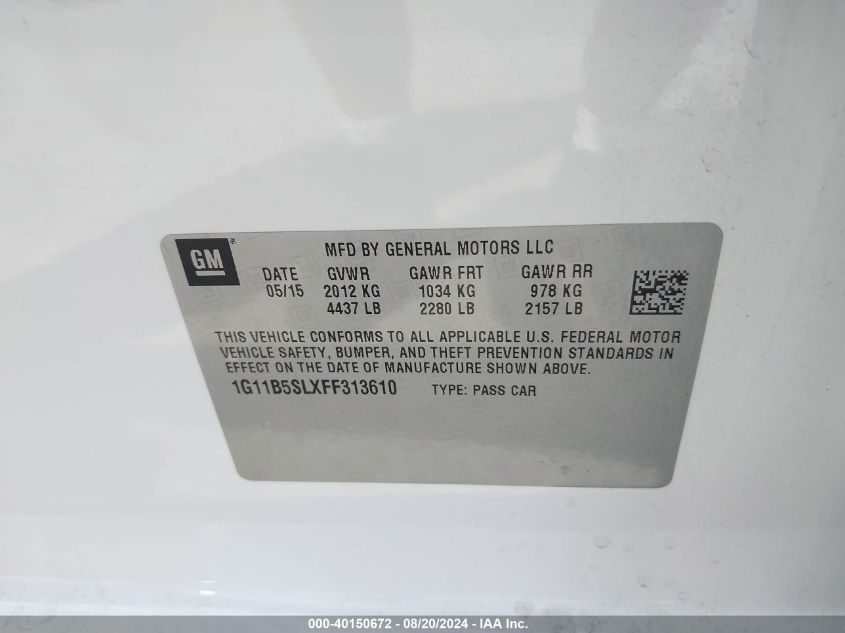 GM
MFD BY GENERAL MOTORS LLC
DATE GVWR GAWR FRT GAWR RR
05/15 2012 KG 1034 KG 978 KG
4437 LB 2280 LB 2157 LB
THIS VEHICLE CONFORMS TO ALL APPLICABLE U.S. FEDERAL MOTOR
VEHICLE SAFETY, BUMPER, AND THEFT PREVENTION STANDARDS IN
EFFECT ON THE DATE OF MANUFACTURE SHOWN ABOVE.
1G11B5SLXFF313610 TYPE: PASS CAR
000-40150672 - 08/20/2024 - IAA Inc.